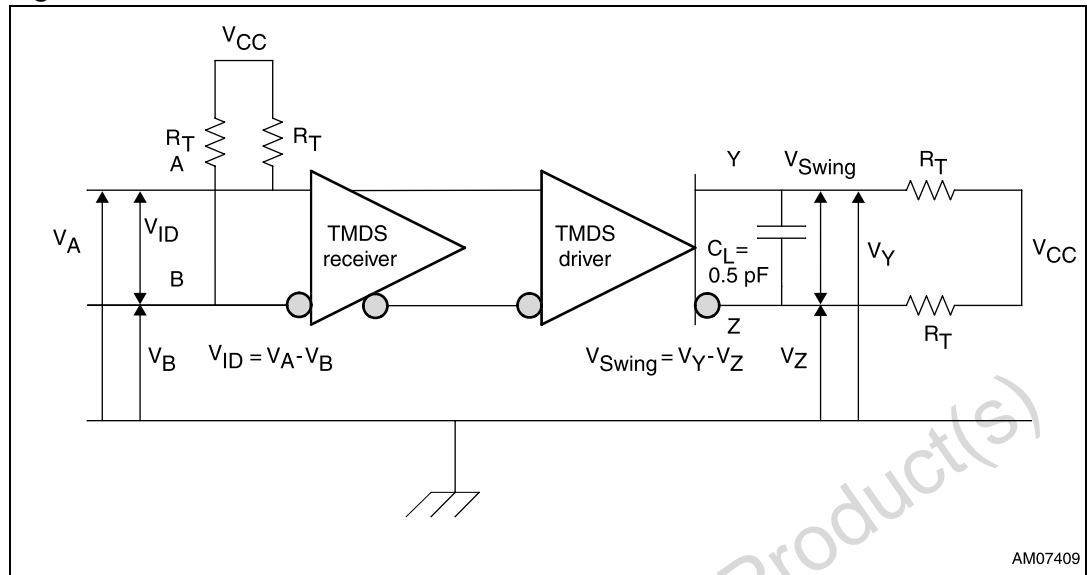 VCC
RT
RT
A
VA
VID
B
VB
VID = VA-VB
TMDS
receiver
TMDS
driver
Y
VSwing
CL=
0.5 pF
Z
VSwing=VY-VZ
VZ
VY
RT
RT
VCC
Product(s)
AM07409